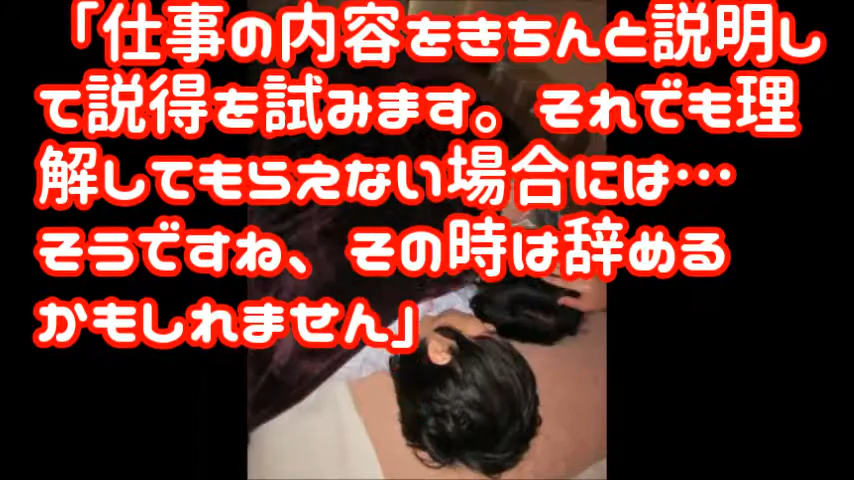 「仕事の内容をきちんと説明し
て説得を試みます。それでも理
解してもらえない場合には…
そうですね、その時は辞める
かもしれません」